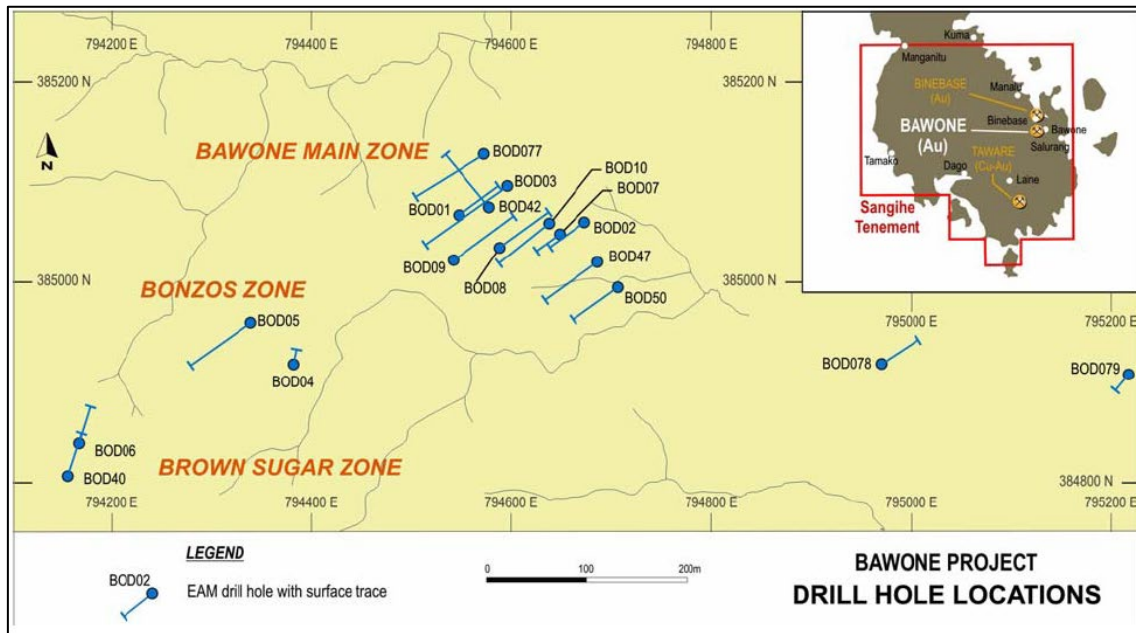 794200 E
794400 E
794600 E
794800 E
385200 N
385200 N
N
BAWONE MAIN ZONE
BOD077
BOD03
BOD10
BOD07
BOD01
BOD42
BOD02
BOD09
BOD08
BOD47
BOD50
385000 N
385000 N
BONZOS ZONE
BOD05
BOD04
795000 E
795200 E
BOD078
BOD079
BOD06
BOD40
BROWN SUGAR ZONE
384800 N
794200 E
794400 E
794600 E
794800 E
795000 E
795200 E
Kuma
Manganitu
BINEBASE
(Au)
Manalu
Binebase
BAWONE
(Au)
Bawone
Salurang
Tamako
Dago
TAWARE
(Cu-Au)
Laine
Sangihe
Tenement
LEGEND
BOD02
EAM drill hole with surface trace
0 100 200m
BAWONE PROJECT
DRILL HOLE LOCATIONS